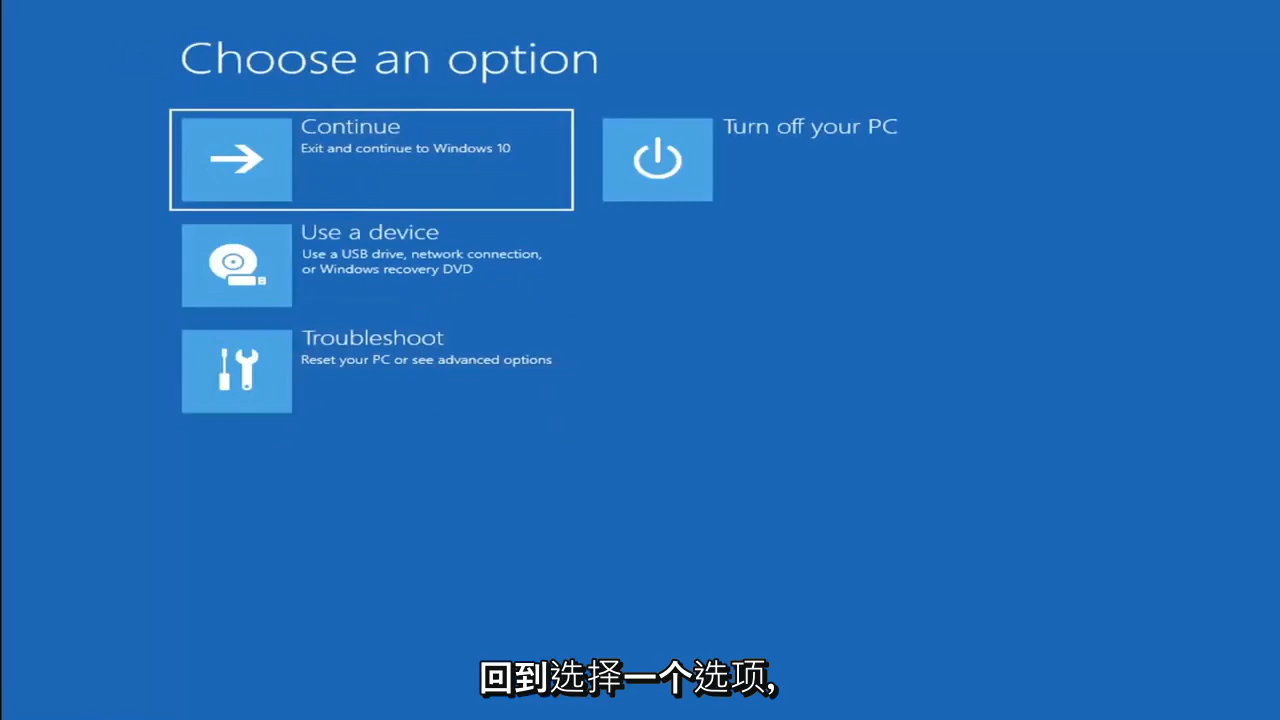 Choose an option
Continue
Exit and continue to Windows 10
Turn off your PC
Use a device
Use a USB drive, network connection,
or Windows recovery DVD
Troubleshoot
Reset your PC or see advanced options
回到选择一个选项,